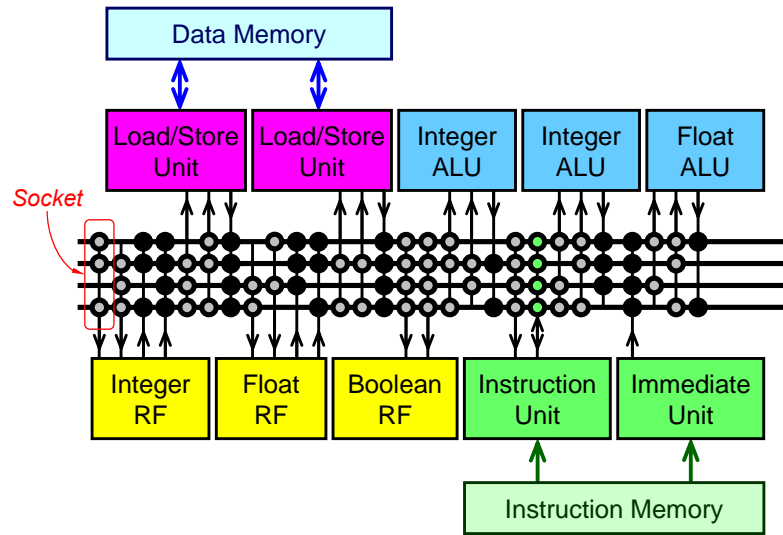 Data Memory
Load/Store
Unit
Load/Store
Unit
Integer
ALU
Integer
ALU
Float
ALU
Socket
Integer
RF
Float
RF
Boolean
RF
Instruction
Unit
Immediate
Unit
Instruction Memory